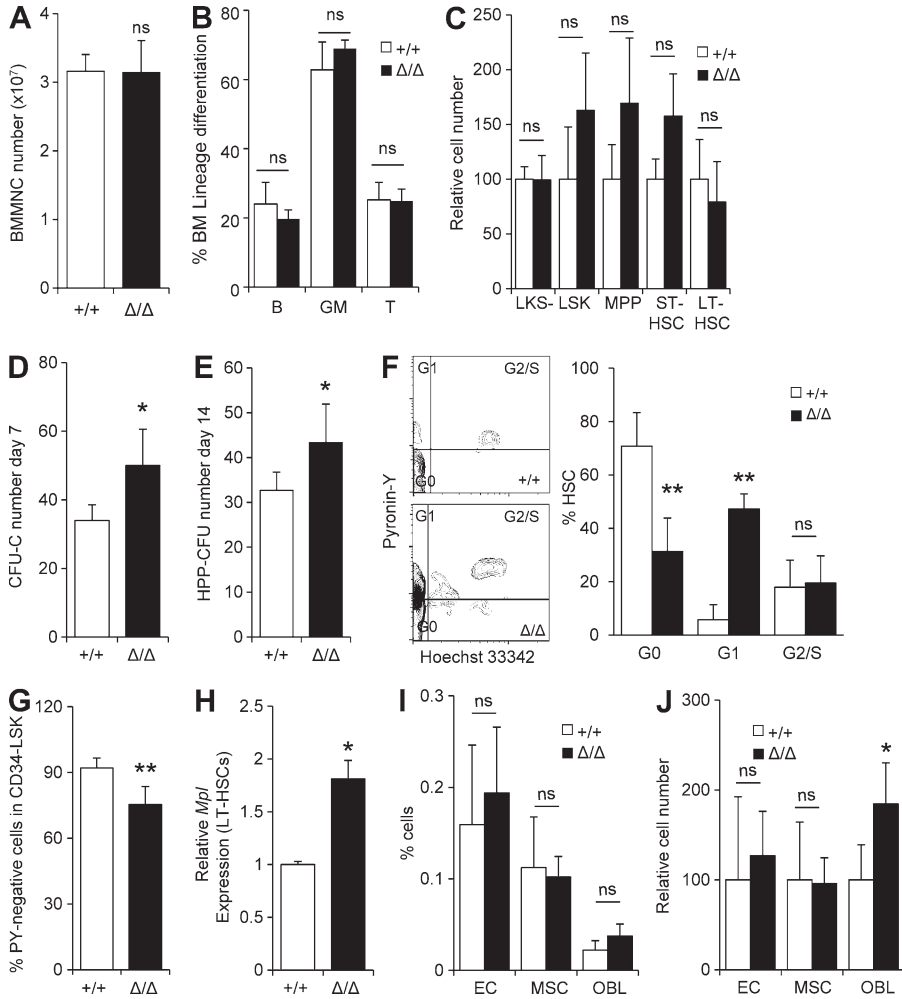 A
BMMNC number (x10⁷)
4
3
2
1
0
ns
+/+
Δ/Δ
B
% BM Lineage differentiation
80
60
40
20
0
ns
ns
ns
+/+
Δ/Δ
B
GM
T
C
Relative cell number
250
200
150
100
50
0
ns
ns
ns
ns
ns
+/+
Δ/Δ
LKS-
LSK
MPP
ST-
HSC
LT-
HSC
D
CFU-C number day 7
80
60
40
20
0
*
+/+
Δ/Δ
E
HPP-CFU number day 14
60
50
40
30
20
10
0
*
+/+
Δ/Δ
F
Pyronin-Y
G1
G2/S
G0
+/+
G1
G2/S
G0
Δ/Δ
Hoechst 33342
% HSC
100
80
60
40
20
0
**
**
ns
+/+
Δ/Δ
G0
G1
G2/S
G
% PY-negative cells in CD34-LSK
120
90
60
30
0
**
+/+
Δ/Δ
H
Relative Mpl
Expression (LT-HSCs)
2.5
2
1.5
1
0.5
0
*
+/+
Δ/Δ
I
% cells
0.3
0.2
0.1
0
ns
ns
ns
+/+
Δ/Δ
EC
MSC
OBL
J
Relative cell number
300
200
100
0
ns
ns
*
+/+
Δ/Δ
EC
MSC
OBL